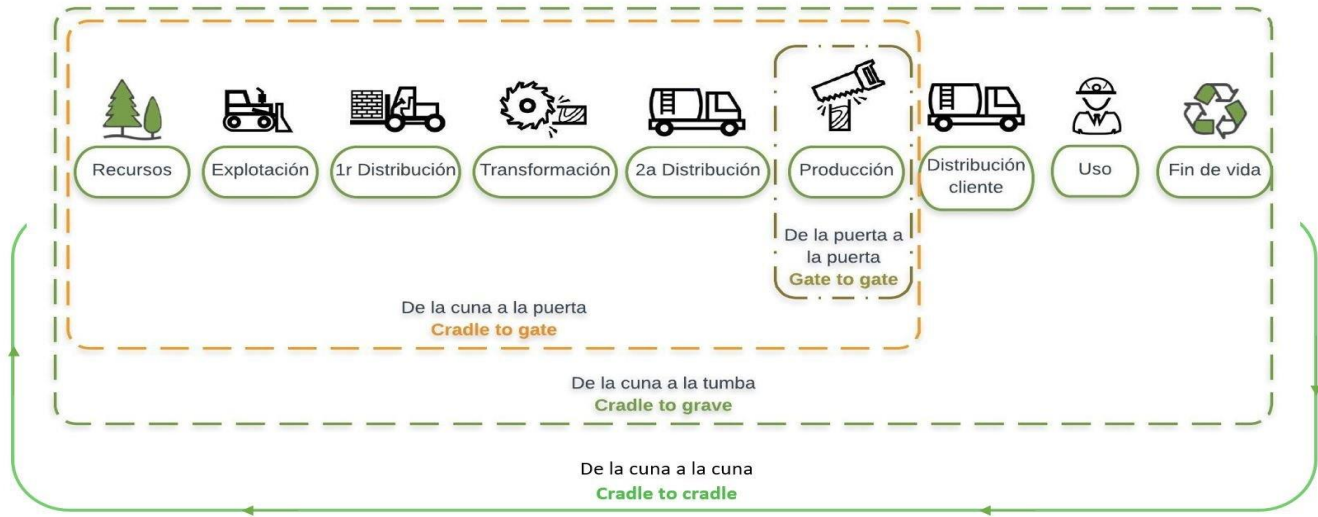 Recursos
Explotación
1r Distribución
Transformación
2a Distribución
Producción
Distribución
cliente
Uso
Fin de vida
De la puerta a
la puerta
Gate to gate
De la cuna a la puerta
Cradle to gate
De la cuna a la tumba
Cradle to grave
De la cuna a la cuna
Cradle to cradle